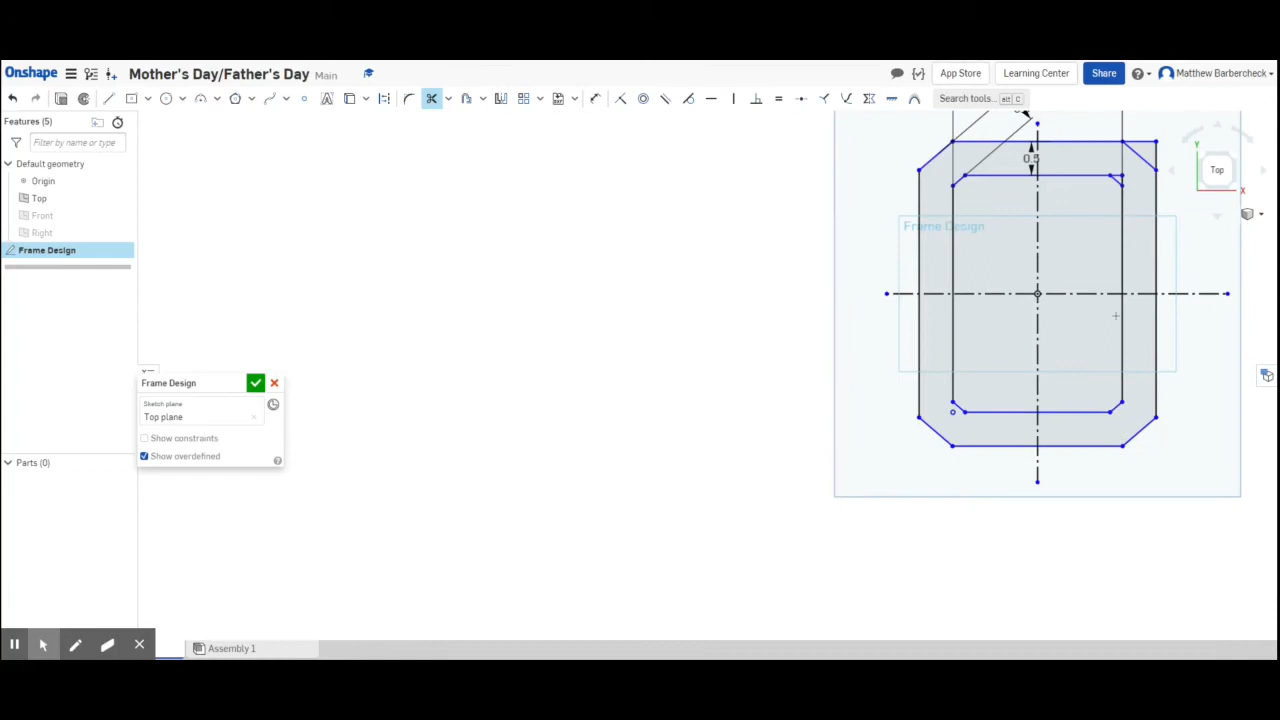 Onshape Mother's Day/Father's Day Main App Store Learning Center Share Matthew Barbercheck
Search tools... alt C
Features (5)
Filter by name or type
Default geometry
Origin
Top
Front
Right
Frame Design
Parts (0)
Frame Design
Sketch plane
Top plane
Show constraints
Show overdefined
0.5
Frame Design
Y
Top
X
Assembly 1